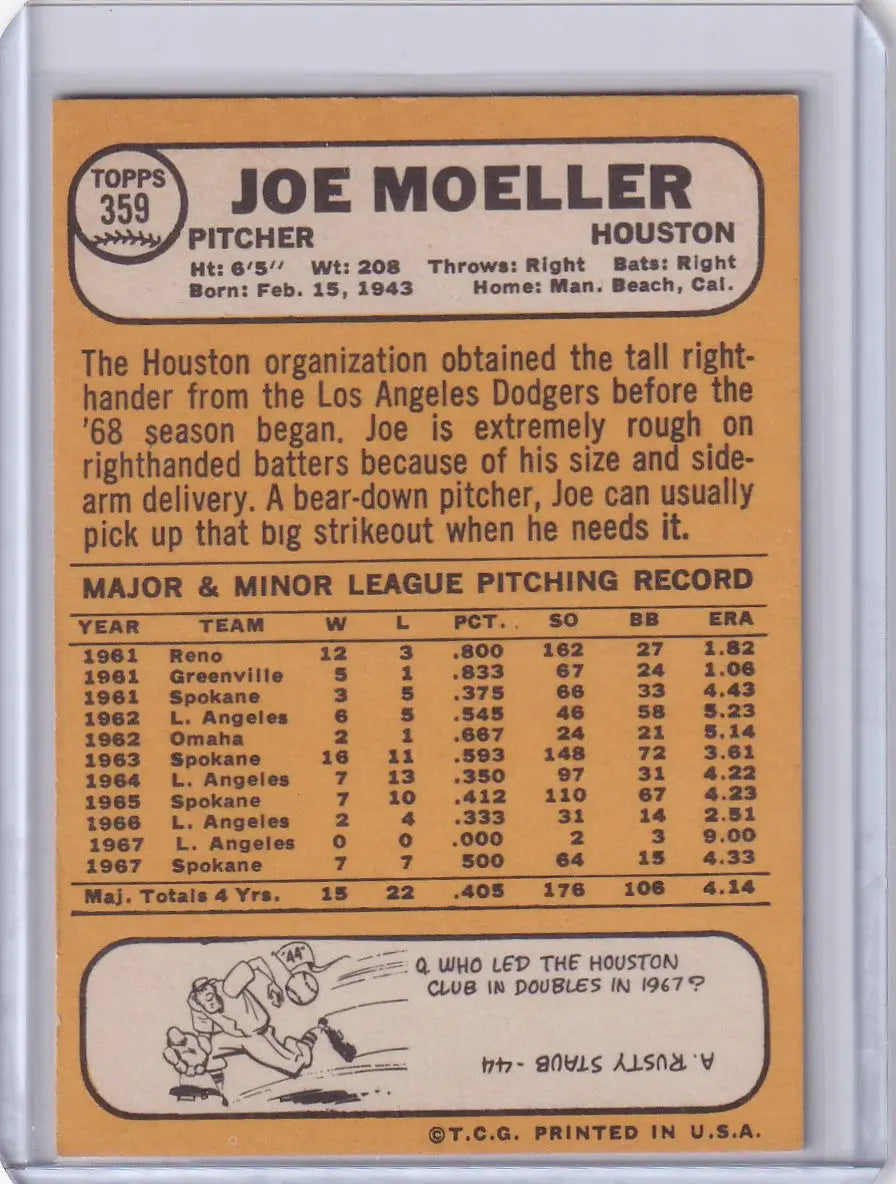 TOPPS
359
JOE MOELLER
PITCHER HOUSTON
Ht: 6'5" Wt: 208 Throws: Right Bats: Right
Born: Feb. 15, 1943 Home: Man. Beach, Cal.
The Houston organization obtained the tall right-
hander from the Los Angeles Dodgers before the
'68 season began. Joe is extremely rough on
righthanded batters because of his size and side-
arm delivery. A bear-down pitcher, Joe can usually
pick up that big strikeout when he needs it.
MAJOR & MINOR LEAGUE PITCHING RECORD
YEAR TEAM W L PCT. SO BB ERA
1961 Reno 12 3 .800 162 27 1.82
1961 Greenville 5 1 .833 67 24 1.06
1961 Spokane 3 5 .375 66 33 4.43
1962 L. Angeles 6 5 .545 46 58 5.23
1962 Omaha 2 1 .667 24 21 5.14
1963 Spokane 16 11 .593 148 72 3.61
1964 L. Angeles 7 13 .350 97 31 4.22
1965 Spokane 7 10 .412 110 67 4.23
1966 L. Angeles 2 4 .333 31 14 2.51
1967 L. Angeles 0 0 .000 2 3 9.00
1967 Spokane 7 7 500 64 15 4.33
Maj. Totals 4 Yrs. 15 22 .405 176 106 4.14
"44"
Q. WHO LED THE HOUSTON
CLUB IN DOUBLES IN 1967?
A. RUSTY STAUB - 44
©T.C.G. PRINTED IN U.S.A.